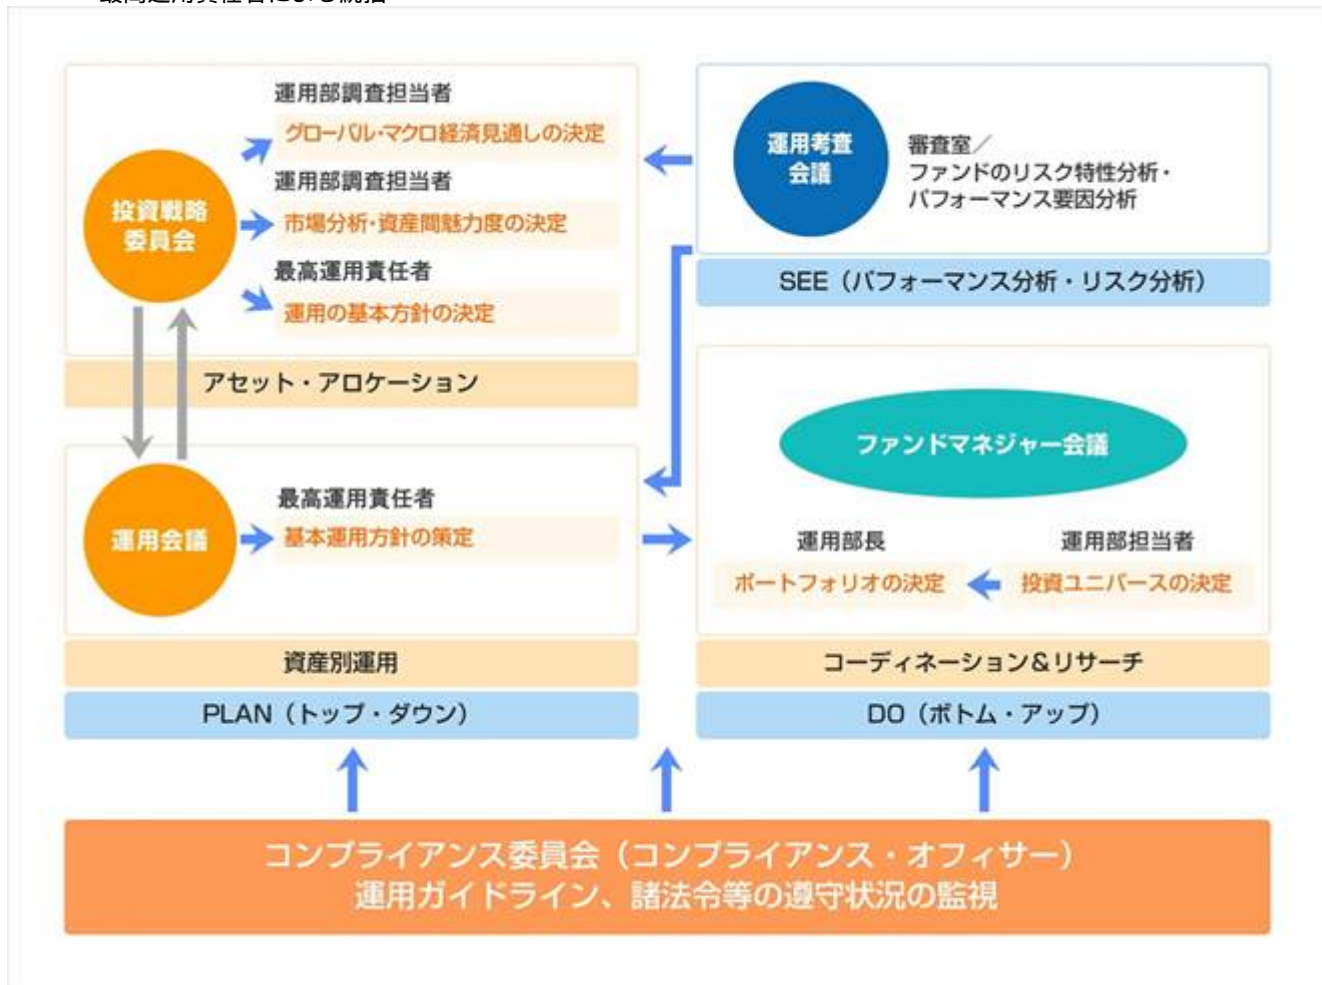 最高運用責任者による統括
運用部調査担当者
グローバル・マクロ経済見通しの決定
運用部調査担当者
市場分析・資産間魅力度の決定
最高運用責任者
運用の基本方針の決定
投資戦略
委員会
アセット・アロケーション
運用会議
最高運用責任者
基本運用方針の策定
資産別運用
PLAN（トップ・ダウン）
運用考査
会議
審査室／
ファンドのリスク特性分析・
パフォーマンス要因分析
SEE（パフォーマンス分析・リスク分析）
ファンドマネジャー会議
運用部長
ポートフォリオの決定
運用部担当者
投資ユニバースの決定
コーディネーション＆リサーチ
DO（ボトム・アップ）
コンプライアンス委員会（コンプライアンス・オフィサー）
運用ガイドライン、諸法令等の遵守状況の監視